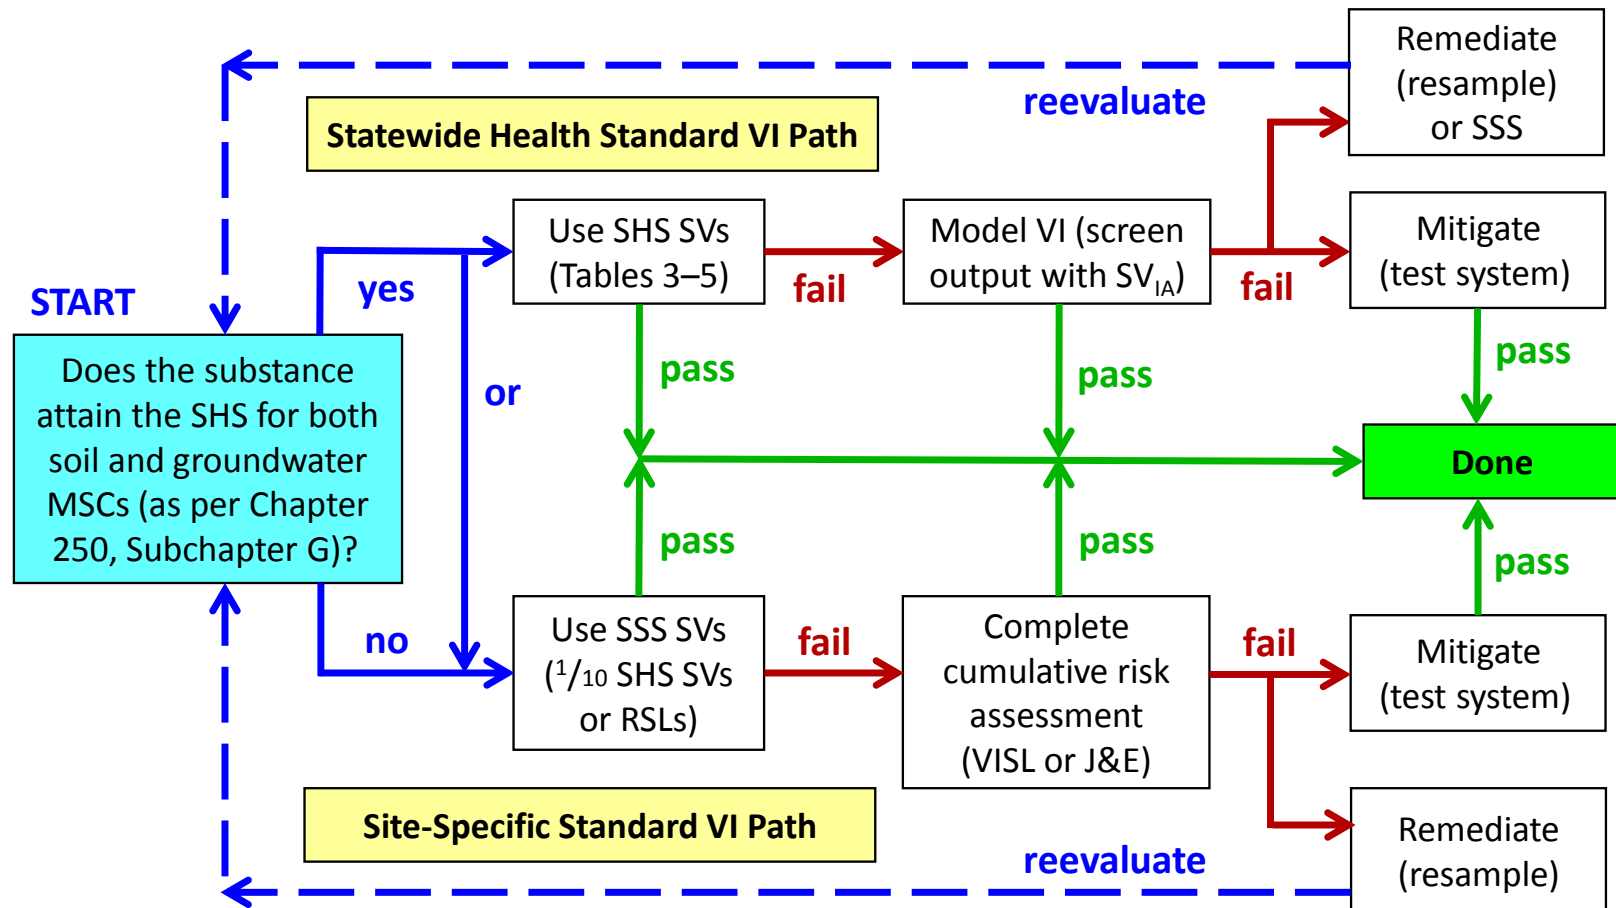 Remediate
(resample)
or SSS
reevaluate
Statewide Health Standard VI Path
Use SHS SVs
(Tables 3–5)
fail
Model VI (screen
output with SVIA)
fail
Mitigate
(test system)
START
yes
or
pass
pass
pass
Does the substance
attain the SHS for both
soil and groundwater
MSCs (as per Chapter
250, Subchapter G)?
Done
pass
pass
pass
no
Use SSS SVs
(1/10 SHS SVs
or RSLs)
fail
Complete
cumulative risk
assessment
(VISL or J&E)
fail
Mitigate
(test system)
Site-Specific Standard VI Path
reevaluate
Remediate
(resample)